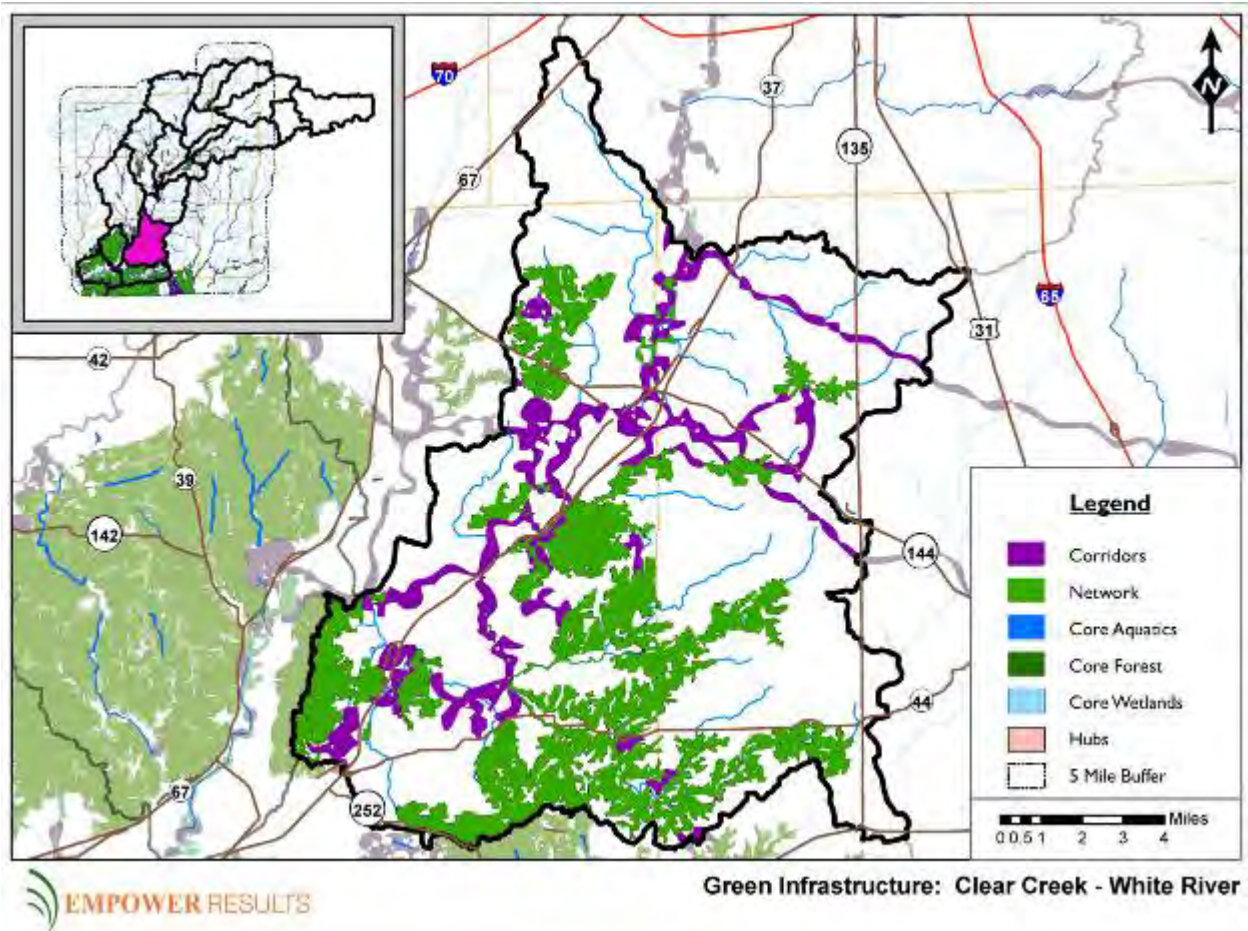 70
37
N
135
67
65
31
42
39
142
144
44
67
252
Legend
Corridors
Network
Core Aquatics
Core Forest
Core Wetlands
Hubs
5 Mile Buffer
Miles
0 0.5 1 2 3 4
EMPOWER RESULTS
Green Infrastructure: Clear Creek - White River